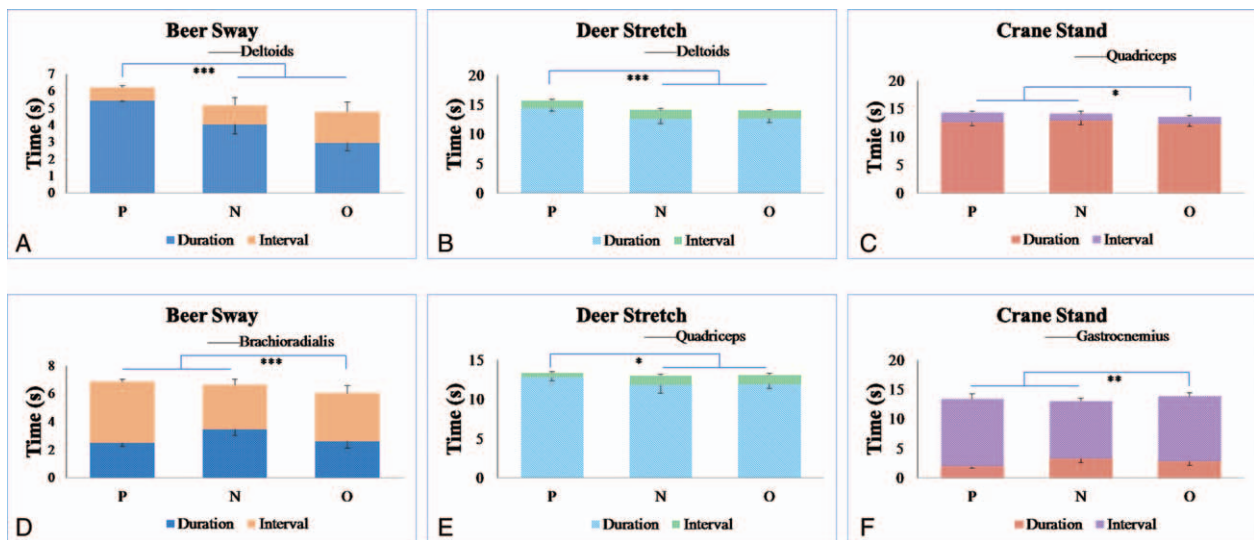 Beer Sway
Deltoids
***
Time (s)
7
6
5
4
3
2
1
0
P N O
Duration Interval
A
Deer Stretch
Deltoids
***
Time (s)
20
15
10
5
0
P N O
Duration Interval
B
Crane Stand
Quadriceps
*
Tmie (s)
20
15
10
5
0
P N O
Duration Interval
C
Beer Sway
Brachioradialis
***
Time (s)
8
6
4
2
0
P N O
Duration Interval
D
Deer Stretch
Quadriceps
*
Time (s)
15
10
5
0
P N O
Duration Interval
E
Crane Stand
Gastrocnemius
**
Time (s)
20
15
10
5
0
P N O
Duration Interval
F